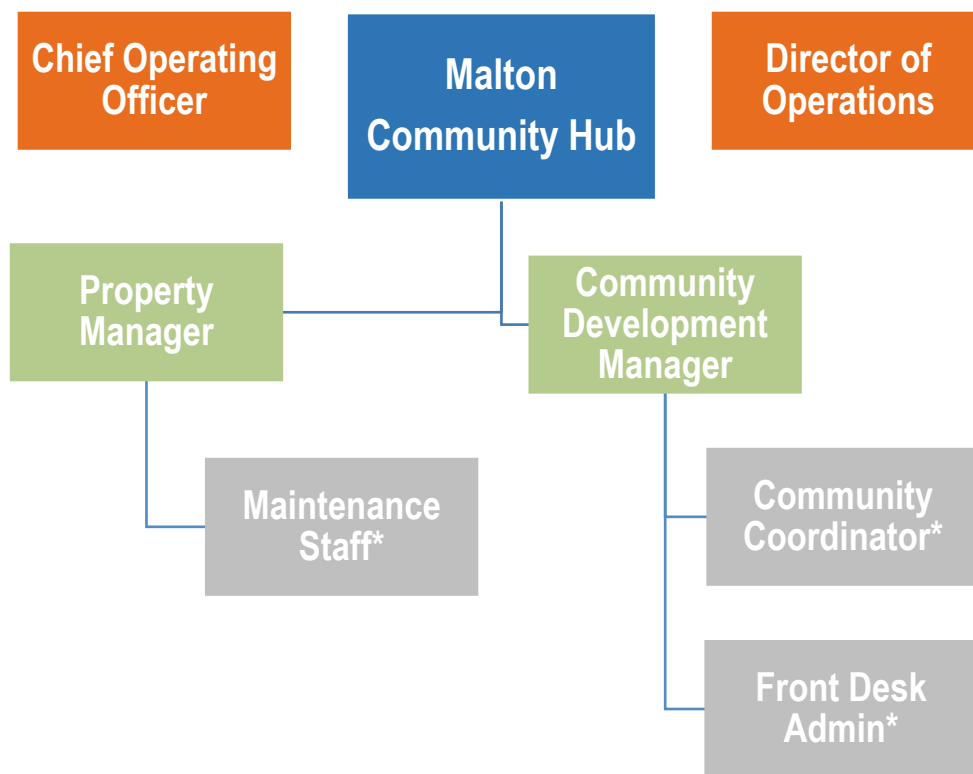 Chief Operating
Officer
Malton
Community Hub
Director of
Operations
Property
Manager
Community
Development
Manager
Maintenance
Staff*
Community
Coordinator*
Front Desk
Admin*